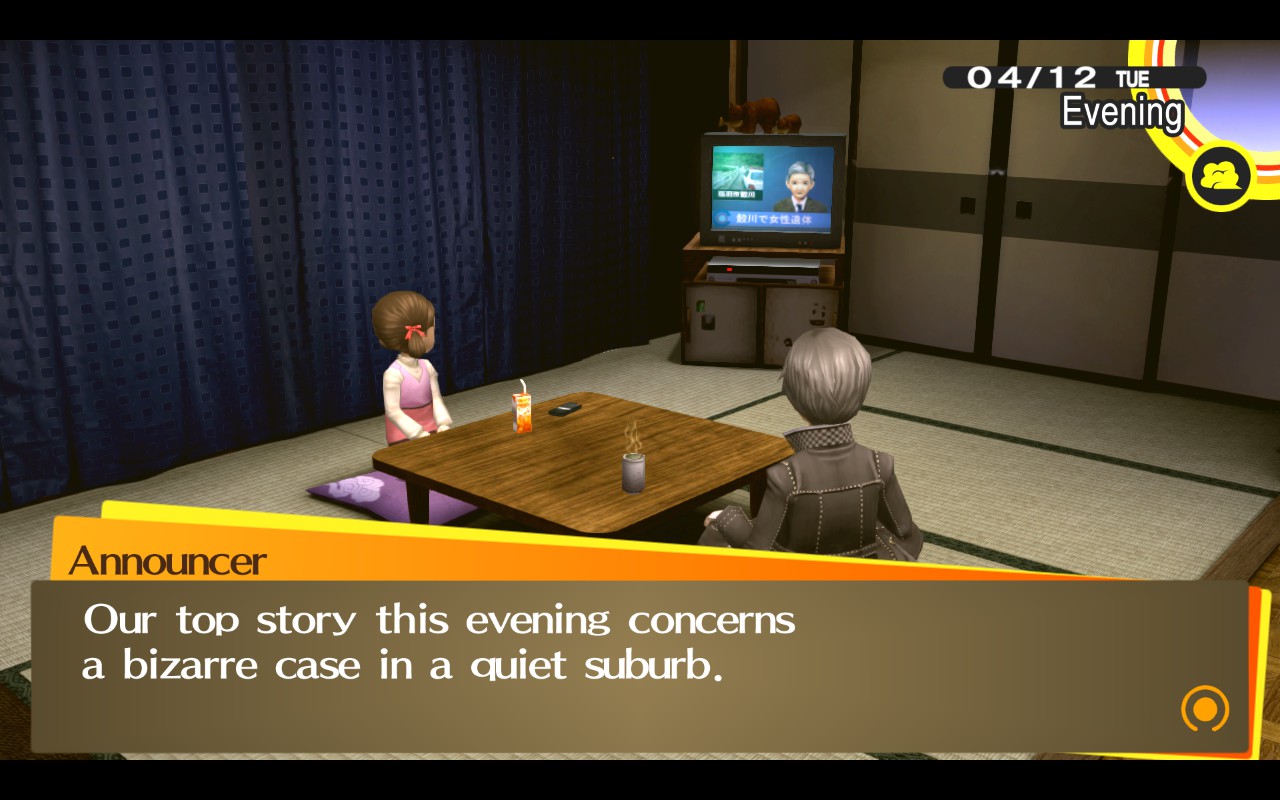 04/12 TUE
Evening
鮫川で女性遺体
Announcer
Our top story this evening concerns
a bizarre case in a quiet suburb.